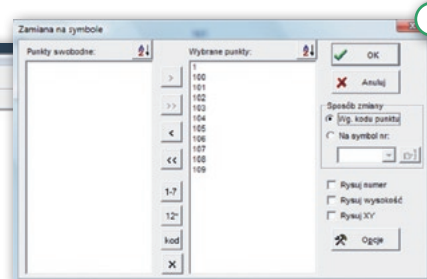 Zamiana na symbole
Punkty swobodne:
Wybrane punkty:
1
100
101
102
103
104
105
106
107
108
109
>
>>
<
<<
1-7
12*
kod
OK
Anuluj
Sposób zmiany
Wg. kodu punktu
Na symbol nr:
Rysuj numer
Rysuj wysokość
Rysuj XY
Opcje